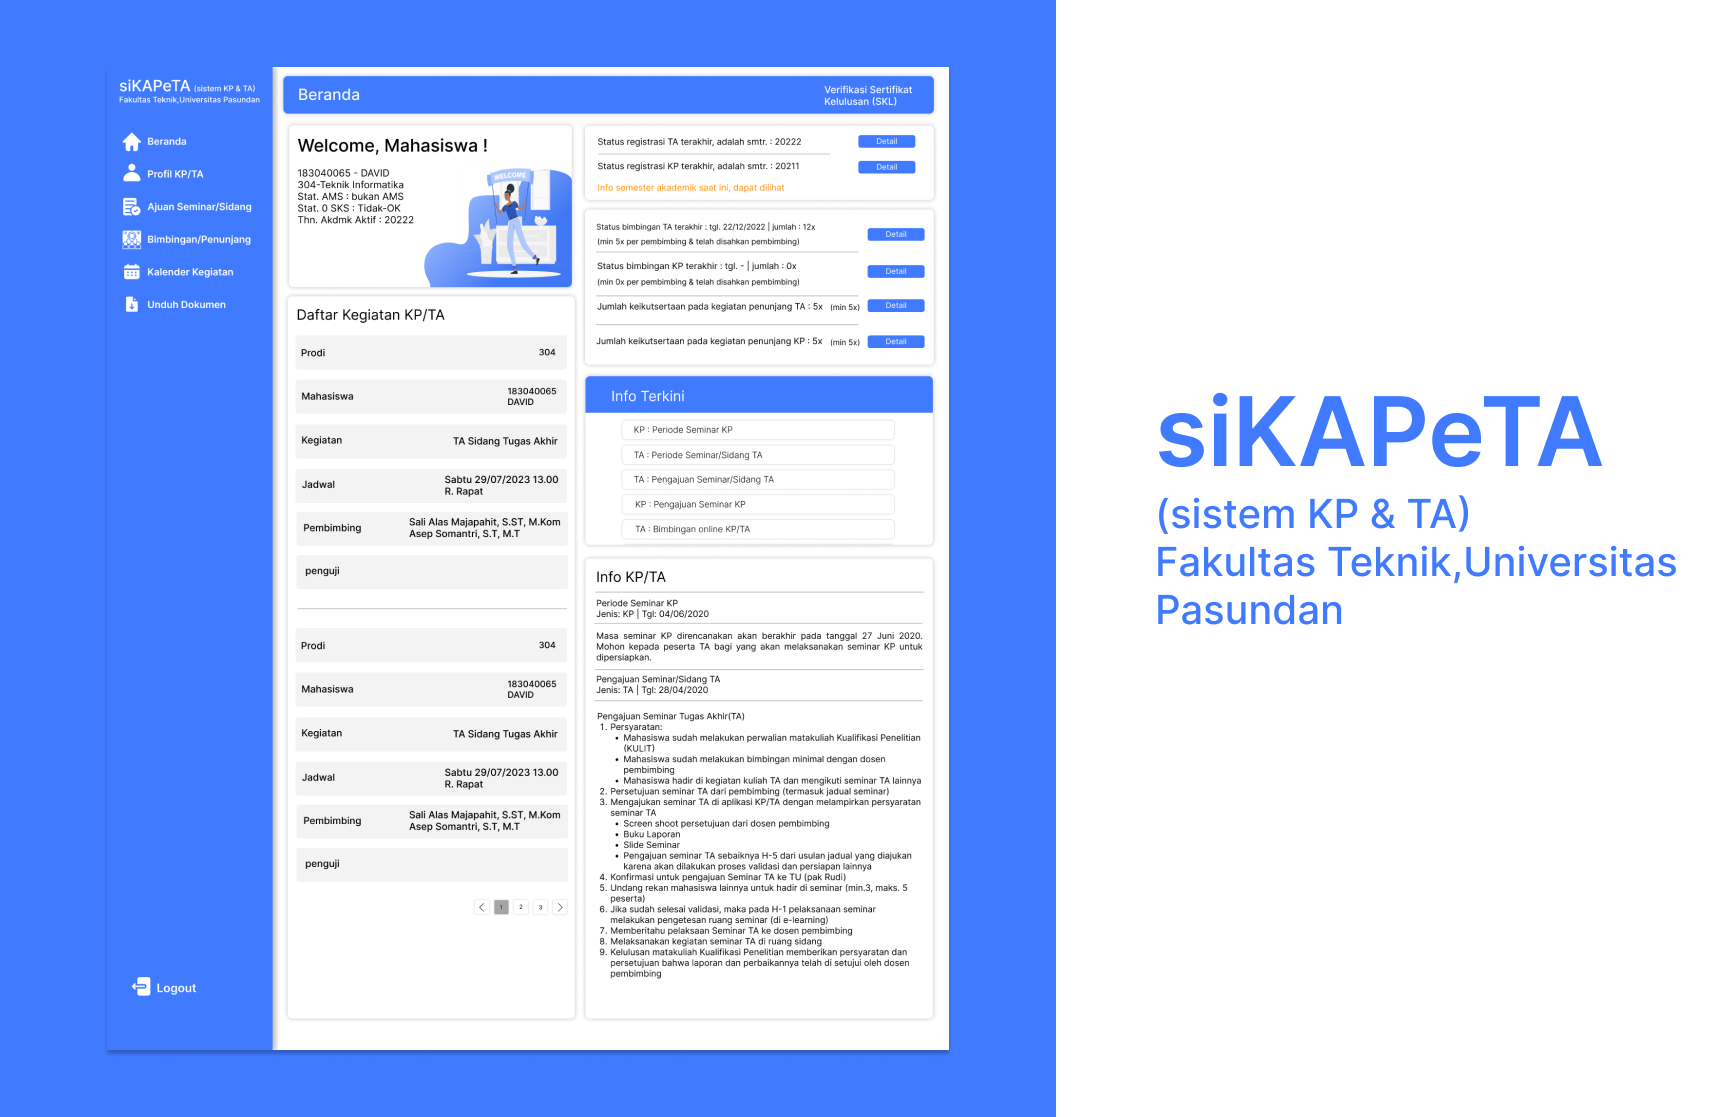 siKAPeTA (sistem KP & TA)
Fakultas Teknik,Universitas Pasundan
Beranda
Profil KP/TA
Ajuan Seminar/Sidang
Bimbingan/Penunjang
Kalender Kegiatan
Unduh Dokumen
Logout
Beranda
Verifikasi Sertifikat
Kelulusan (SKL)
Welcome, Mahasiswa !
183040065 - DAVID
304-Teknik Informatika
Stat. AMS : bukan AMS
Stat. 0 SKS : Tidak-OK
Thn. Akdmk Aktif : 20222
WELCOME
Daftar Kegiatan KP/TA
Prodi 304
Mahasiswa 183040065
DAVID
Kegiatan TA Sidang Tugas Akhir
Jadwal Sabtu 29/07/2023 13.00
R. Rapat
Pembimbing Sali Alas Majapahit, S.ST, M.Kom
Asep Somantri, S.T, M.T
penguji
Prodi 304
Mahasiswa 183040065
DAVID
Kegiatan TA Sidang Tugas Akhir
Jadwal Sabtu 29/07/2023 13.00
R. Rapat
Pembimbing Sali Alas Majapahit, S.ST, M.Kom
Asep Somantri, S.T, M.T
penguji
1 2 3
Status registrasi TA terakhir, adalah smtr. : 20222 Detail
Status registrasi KP terakhir, adalah smtr. : 20211 Detail
Info semester akademik saat ini, dapat dilihat
Status bimbingan TA terakhir : tgl. 22/12/2022 | jumlah : 12x
(min 5x per pembimbing & telah disahkan pembimbing) Detail
Status bimbingan KP terakhir : tgl. - | jumlah : 0x
(min 0x per pembimbing & telah disahkan pembimbing) Detail
Jumlah keikutsertaan pada kegiatan penunjang TA : 5x (min 5x) Detail
Jumlah keikutsertaan pada kegiatan penunjang KP : 5x (min 5x) Detail
Info Terkini
KP : Periode Seminar KP
TA : Periode Seminar/Sidang TA
TA : Pengajuan Seminar/Sidang TA
KP : Pengajuan Seminar KP
TA : Bimbingan online KP/TA
Info KP/TA
Periode Seminar KP
Jenis: KP | Tgl: 04/06/2020
Masa seminar KP direncanakan akan berakhir pada tanggal 27 Juni 2020.
Mohon kepada peserta TA bagi yang akan melaksanakan seminar KP untuk
dipersiapkan.
Pengajuan Seminar/Sidang TA
Jenis: TA | Tgl: 28/04/2020
Pengajuan Seminar Tugas Akhir(TA)
1. Persyaratan:
• Mahasiswa sudah melakukan perwalian matakuliah Kualifikasi Penelitian
(KULIT)
• Mahasiswa sudah melakukan bimbingan minimal dengan dosen
pembimbing
• Mahasiswa hadir di kegiatan kuliah TA dan mengikuti seminar TA lainnya
2. Persetujuan seminar TA dari pembimbing (termasuk jadual seminar)
3. Mengajukan seminar TA di aplikasi KP/TA dengan melampirkan persyaratan
seminar TA
• Screen shoot persetujuan dari dosen pembimbing
• Buku Laporan
• Slide Seminar
• Pengajuan seminar TA sebaiknya H-5 dari usulan jadual yang diajukan
karena akan dilakukan proses validasi dan persiapan lainnya
4. Konfirmasi untuk pengajuan Seminar TA ke TU (pak Rudi)
5. Undang rekan mahasiswa lainnya untuk hadir di seminar (min.3, maks. 5
peserta)
6. Jika sudah selesai validasi, maka pada H-1 pelaksanaan seminar
melakukan pengetesan ruang seminar (di e-learning)
7. Memberitahu pelaksaan Seminar TA ke dosen pembimbing
8. Melaksanakan kegiatan seminar TA di ruang sidang
9. Kelulusan matakuliah Kualifikasi Penelitian memberikan persyaratan dan
persetujuan bahwa laporan dan perbaikannya telah di setujui oleh dosen
pembimbing
siKAPeTA
(sistem KP & TA)
Fakultas Teknik,Universitas
Pasundan